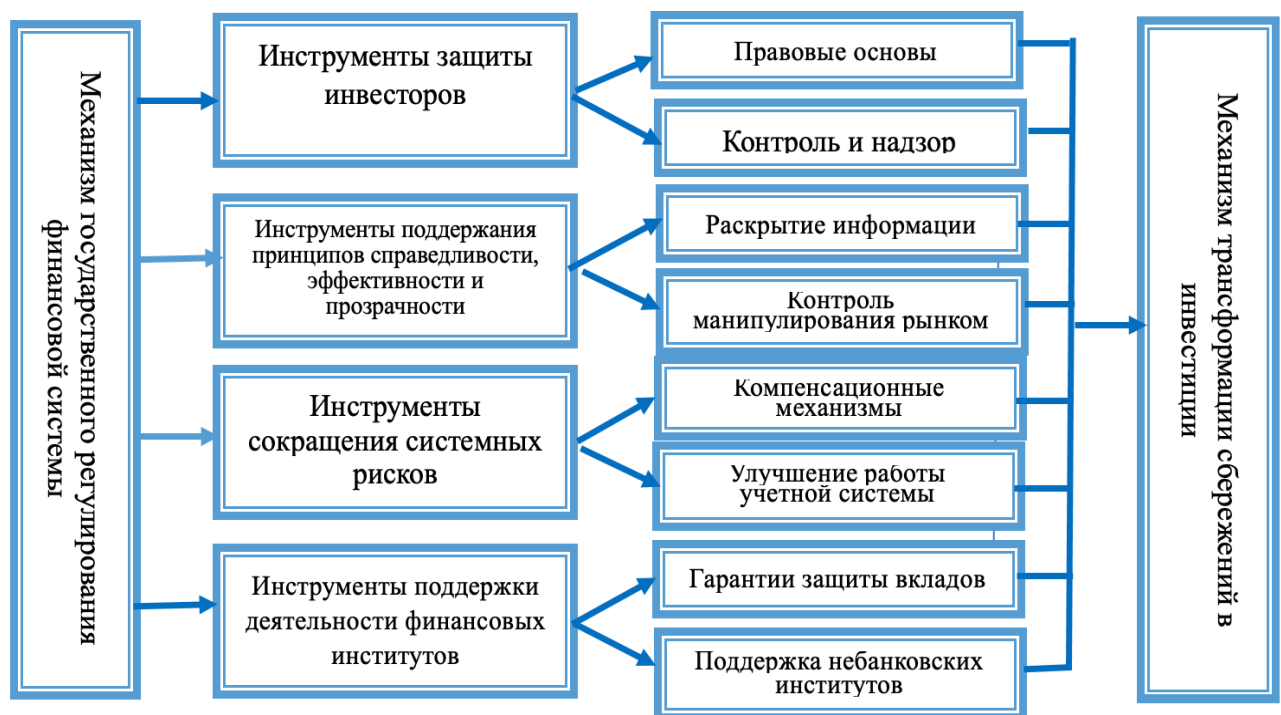 Механизм государственного регулирования
финансовой системы
Инструменты защиты
инвесторов
Правовые основы
Контроль и надзор
Инструменты поддержания
принципов справедливости,
эффективности и
прозрачности
Раскрытие информации
Контроль
манипулирования рынком
Инструменты
сокращения системных
рисков
Компенсационные
механизмы
Улучшение работы
учетной системы
Инструменты поддержки
деятельности финансовых
институтов
Гарантии защиты вкладов
Поддержка небанковских
институтов
Механизм трансформации сбережений в
инвестиции